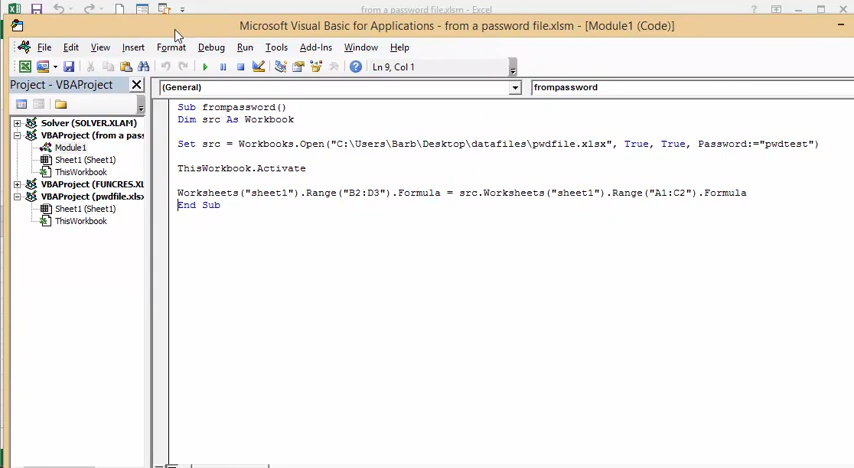 from a password file.xlsm - Excel
Microsoft Visual Basic for Applications - from a password file.xlsm - [Module1 (Code)]
File Edit View Insert Format Debug Run Tools Add-Ins Window Help
Ln 9, Col 1
Project - VBAProject
(General)
frompassword
Solver (SOLVER.XLAM)
VBAProject (from a pass
Module1
Sheet1 (Sheet1)
ThisWorkbook
VBAProject (FUNCRES.XL
VBAProject (pwdfile.xlsx
Sheet1 (Sheet1)
ThisWorkbook
Sub frompassword()
Dim src As Workbook
Set src = Workbooks.Open("C:\Users\Barb\Desktop\datafiles\pwdfile.xlsx", True, True, Password:="pwdtest")
ThisWorkbook.Activate
Worksheets("sheet1").Range("B2:D3").Formula = src.Worksheets("sheet1").Range("A1:C2").Formula
End Sub